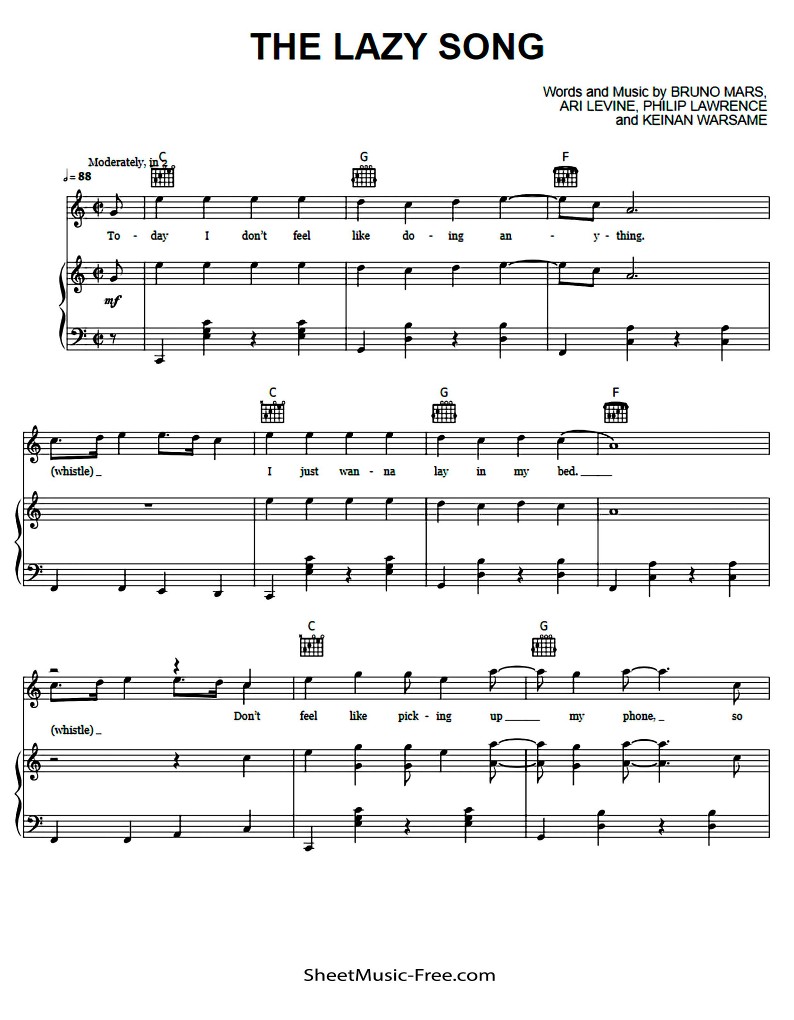 THE LAZY SONG
Words and Music by BRUNO MARS,
ARI LEVINE, PHILIP LAWRENCE
and KEINAN WARSAME
Moderately, in 2
= 88
C G F
To - day I don't feel like do - ing an - y - thing.
mf
C G F
(whistle) _ I just wan - na lay in my bed. _____
C G
Don't feel like pick - ing up ______ my phone, _ so
(whistle) _
SheetMusic-Free.com